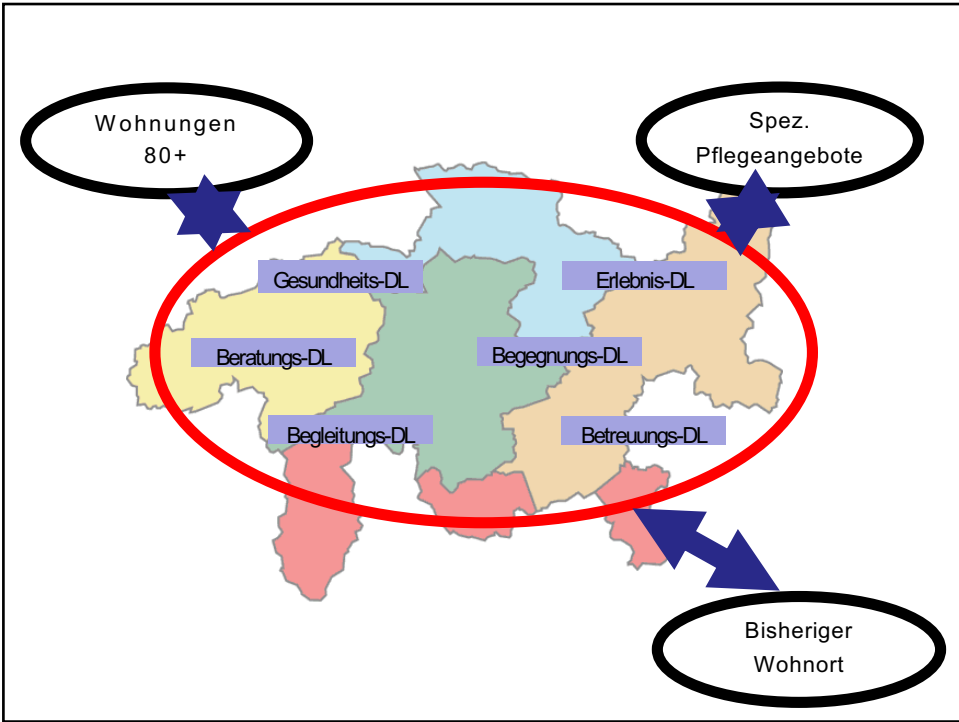 Wohnungen
80+
Spez.
Pflegeangebote
Gesundheits-DL
Erlebnis-DL
Beratungs-DL
Begegnungs-DL
Begleitungs-DL
Betreuungs-DL
Bisheriger
Wohnort